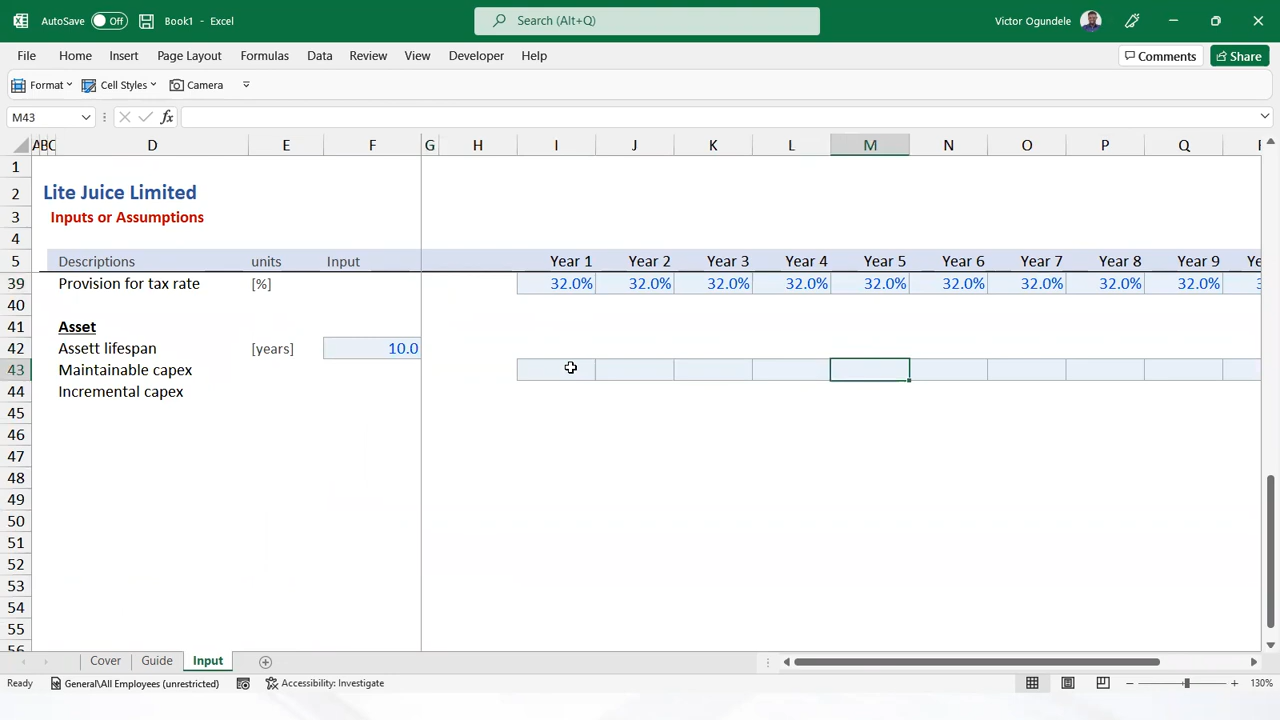 AutoSave Off Book1 - Excel Search (Alt+Q) Victor Ogundele
File Home Insert Page Layout Formulas Data Review View Developer Help Comments Share
Format Cell Styles Camera
M43 fx
A B C D E F G H I J K L M N O P Q
1
2 Lite Juice Limited
3 Inputs or Assumptions
4
5 Descriptions units Input Year 1 Year 2 Year 3 Year 4 Year 5 Year 6 Year 7 Year 8 Year 9 Ye
39 Provision for tax rate [%] 32.0% 32.0% 32.0% 32.0% 32.0% 32.0% 32.0% 32.0% 32.0% 3
40
41 Asset
42 Assett lifespan [years] 10.0
43 Maintainable capex
44 Incremental capex
45
46
47
48
49
50
51
52
53
54
55
56
Cover Guide Input
Ready General\All Employees (unrestricted) Accessibility: Investigate 130%